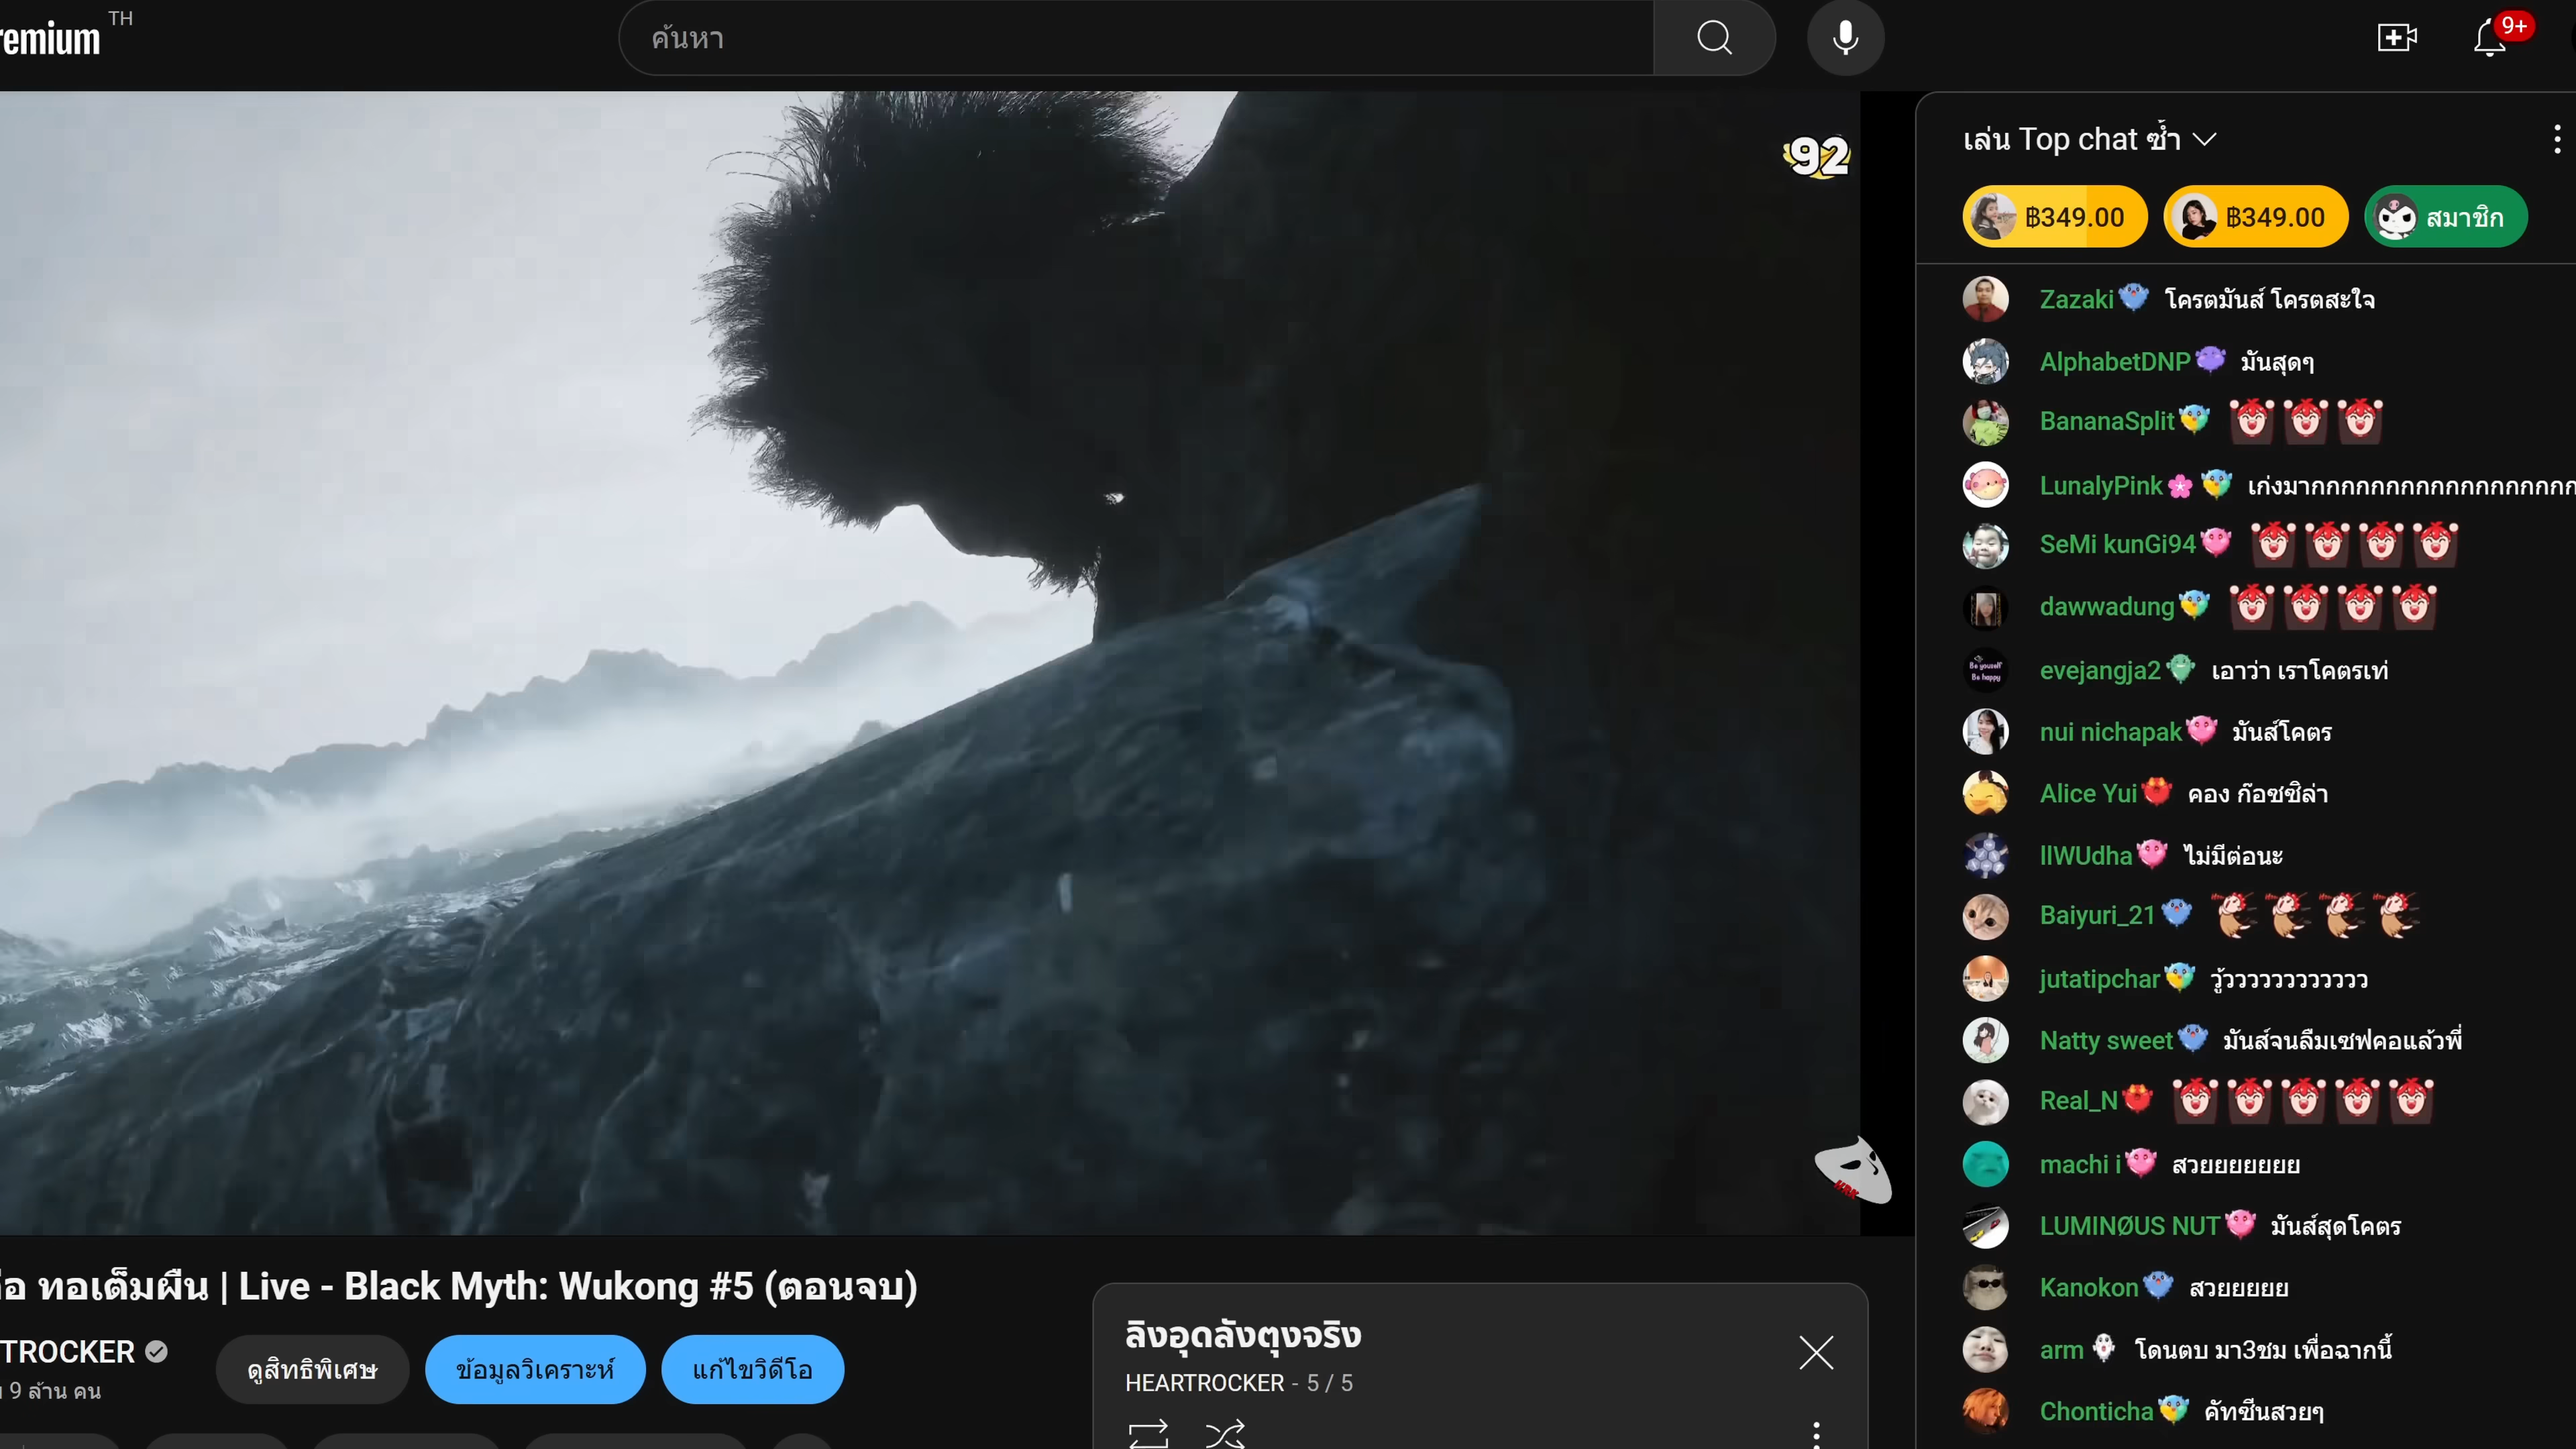 remium TH
ค้นหา
9+
92
เล่น Top chat ซ้ำ
฿349.00
฿349.00
สมาชิก
Zazaki โครตมันส์ โครตสะใจ
AlphabetDNP มันสุดๆ
BananaSplit
LunalyPink เก่งมากกกกกกกกกกกกกกกกกก
SeMi kunGi94
dawwadung
Be yourself
Be happy
evejangja2 เอาว่า เราโคตรเท่
nui nichapak มันส์โคตร
Alice Yui คอง ก๊อซซิล่า
llWUdha ไม่มีต่อนะ
Baiyuri_21
jutatipchar วู้วววววววววววว
Natty sweet มันส์จนลืมเซฟคอแล้วพี่
Real_N
machi i สวยยยยยยย
LUMINØUS NUT มันส์สุดโคตร
Kanokon สวยยยยย
arm โดนตบ มา3ชม เพื่อฉากนี้
Chonticha คัทซีนสวยๆ
HRK
ทอเต็มผืน | Live - Black Myth: Wukong #5 (ตอนจบ)
TROCKER
9 ล้าน คน
ดูสิทธิพิเศษ
ข้อมูลวิเคราะห์
แก้ไขวิดีโอ
ลิงอุดลังตุงจริง
HEARTROCKER - 5 / 5